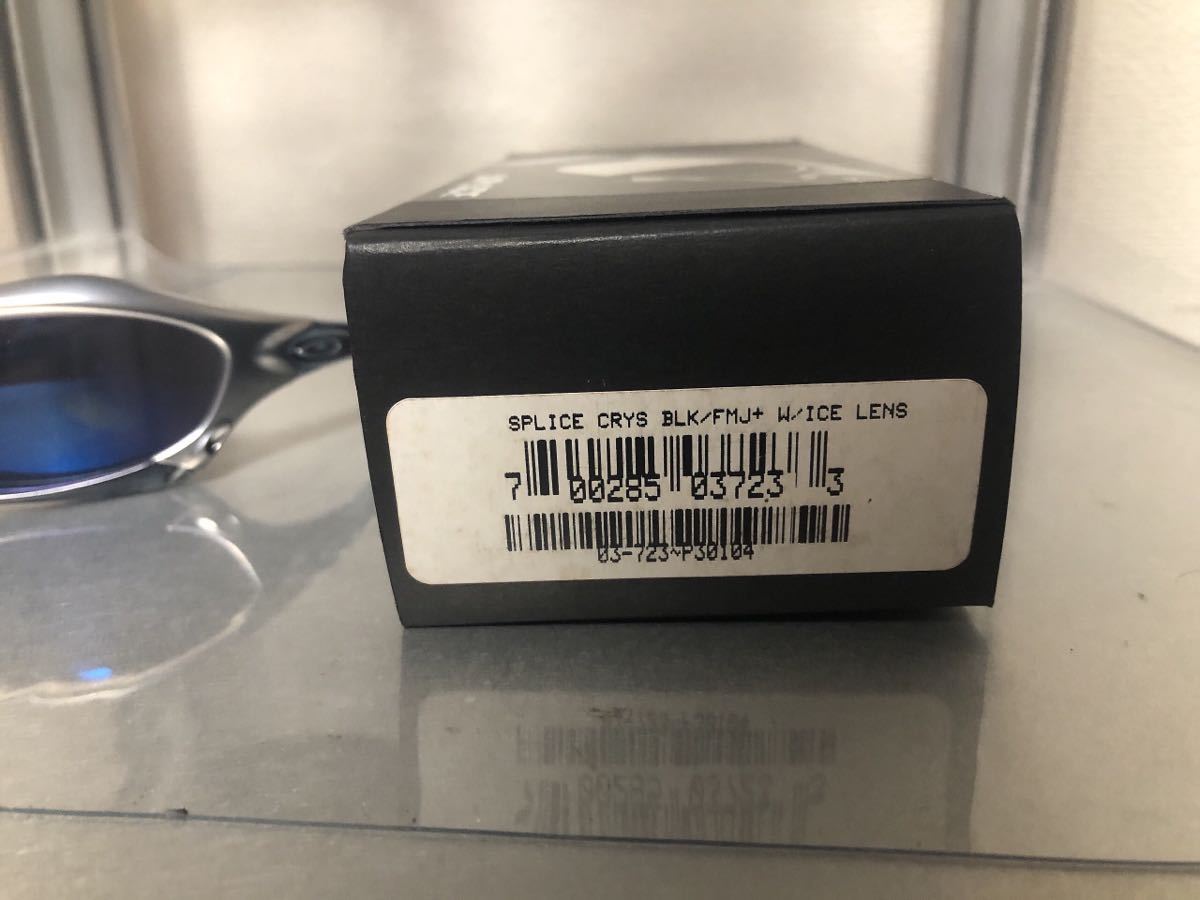 SPLICE CRYS BLK/FMJ+ W/ICE LENS
7 00285 03723 3
03-723~P30104